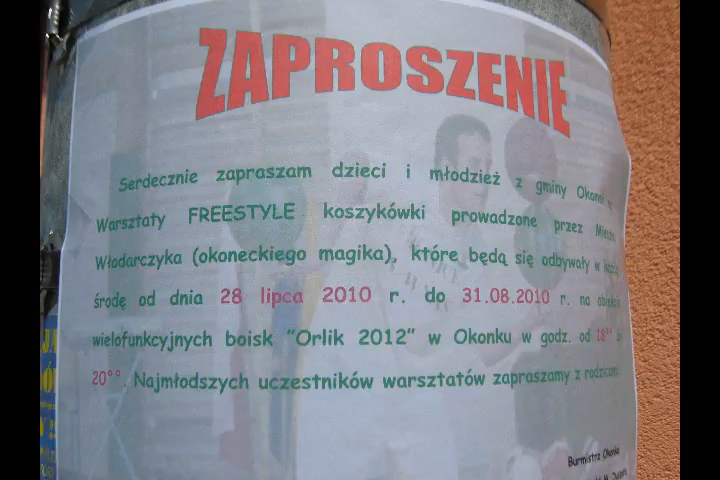 ZAPROSZENIE
Serdecznie zapraszam dzieci i młodzież z gminy
Warsztaty FREESTYLE koszykówki prowadzone przez
Włodarczyka (okoneckiego magika), które będą się odbywały w
środę od dnia 28 lipca 2010 r. do 31.08.2010 r. na
wielofunkcyjnych boisk "Orlik 2012" w Okonku w godz. od 18°°
20°°. Najmłodszych uczestników warsztatów zapraszamy z
Burmistrz Okonka